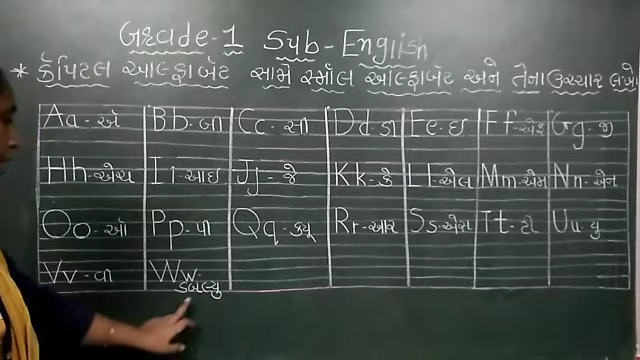 Grade-1 Sub-English
* કૅપિટલ આલ્ફાબૅટ સામે સ્મૉલ આલ્ફાબૅટ અને તેના ઉચ્ચાર લખો
Aa-એ Bb-બી Cc-સી Dd-ડી Ee-ઇ Ff-એફ Gg-જી
Hh-એચ Ii-આઇ Jj-જે Kk-કે Ll-એલ Mm-એમ Nn-એન
Oo-ઓ Pp-પી Qq-ક્યૂ Rr-આર Ss-એસ Tt-ટી Uu-યુ
Vv-વી Ww-ડબલ્યુ